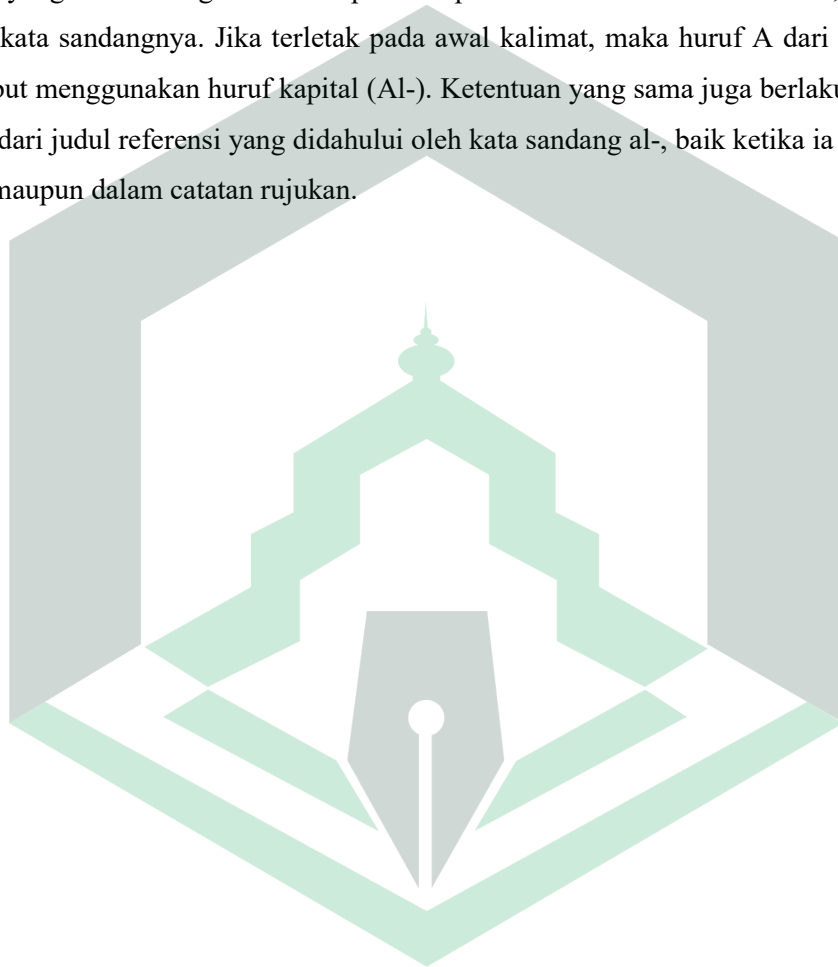 kata sandangnya. Jika terletak pada awal kalimat, maka huruf A dari
but menggunakan huruf kapital (Al-). Ketentuan yang sama juga berlaku
dari judul referensi yang didahului oleh kata sandang al-, baik ketika ia
maupun dalam catatan rujukan.